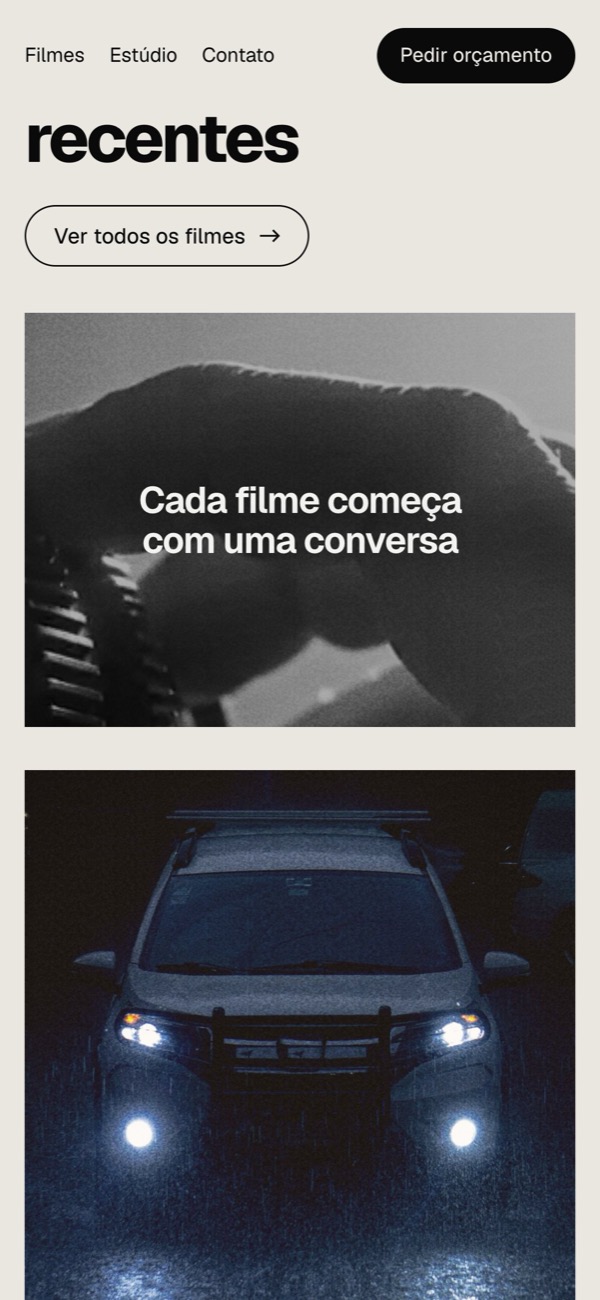 Filmes Estúdio Contato Pedir orçamento
recentes
Ver todos os filmes →
Cada filme começa
com uma conversa